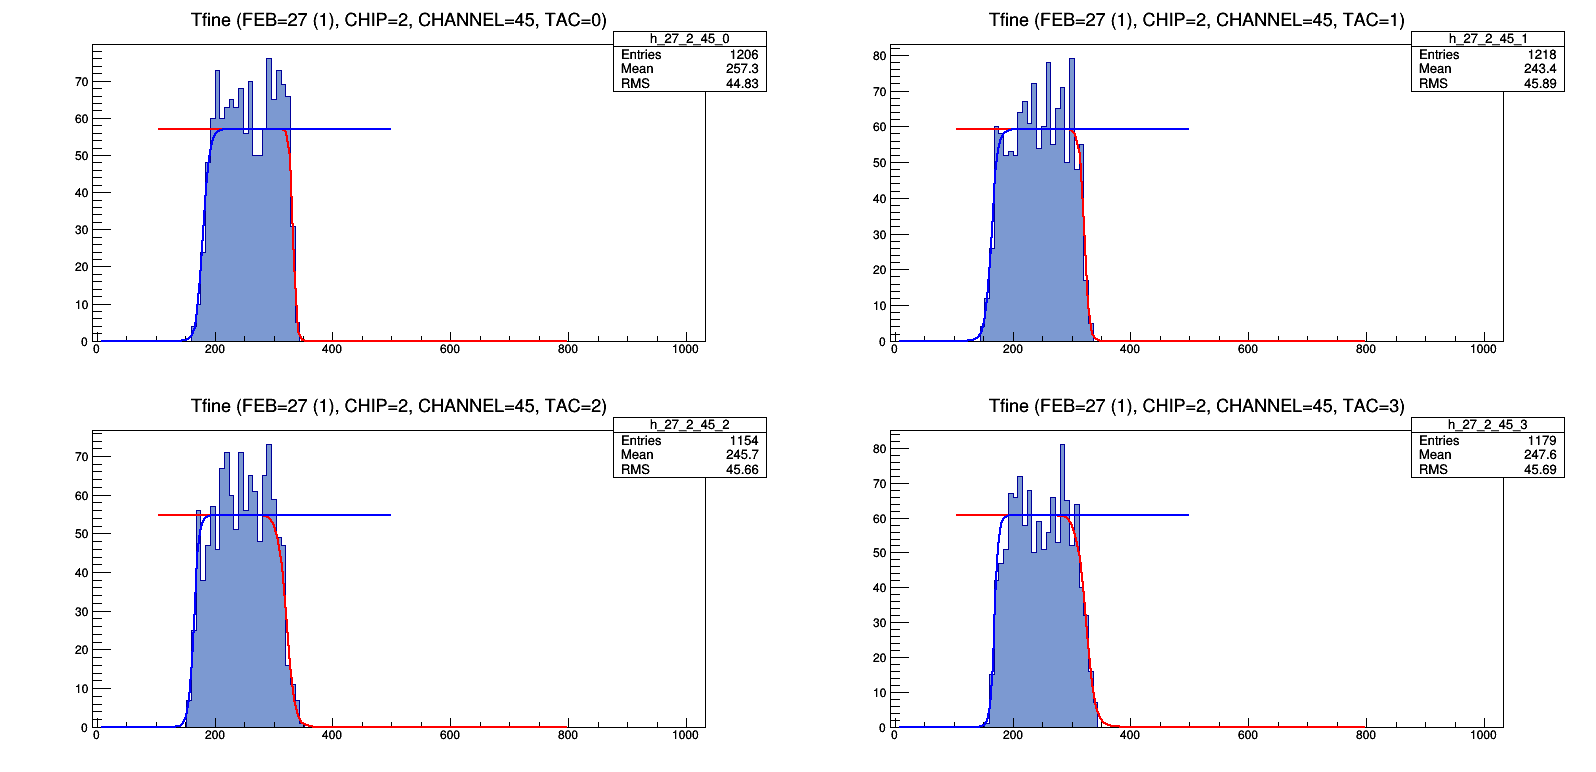 Tfine (FEB=27 (1), CHIP=2, CHANNEL=45, TAC=0)
h_27_2_45_0
Entries 1206
Mean 257.3
RMS 44.83
70
60
50
40
30
20
10
0
0 200 400 600 800 1000
Tfine (FEB=27 (1), CHIP=2, CHANNEL=45, TAC=1)
h_27_2_45_1
Entries 1218
Mean 243.4
RMS 45.89
80
70
60
50
40
30
20
10
0
0 200 400 600 800 1000
Tfine (FEB=27 (1), CHIP=2, CHANNEL=45, TAC=2)
h_27_2_45_2
Entries 1154
Mean 245.7
RMS 45.66
70
60
50
40
30
20
10
0
0 200 400 600 800 1000
Tfine (FEB=27 (1), CHIP=2, CHANNEL=45, TAC=3)
h_27_2_45_3
Entries 1179
Mean 247.6
RMS 45.69
80
70
60
50
40
30
20
10
0
0 200 400 600 800 1000